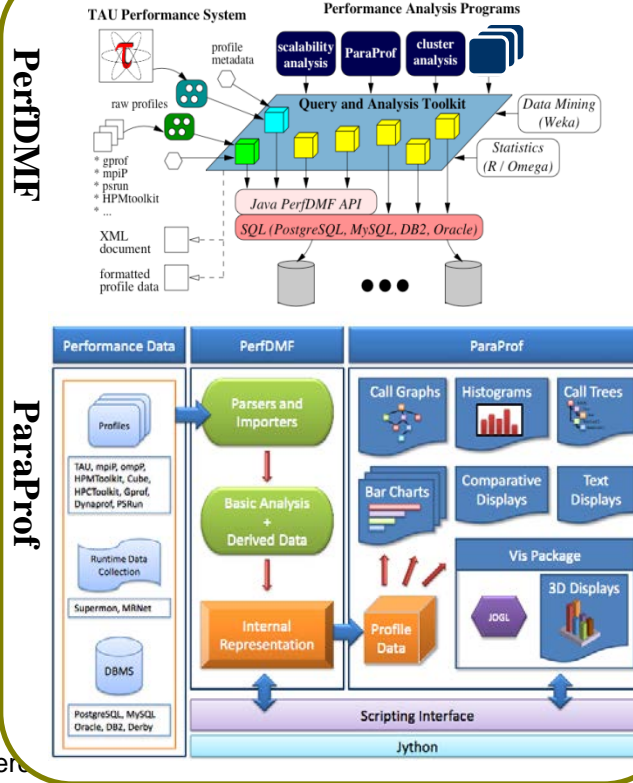 PerfDMF
TAU Performance System
Performance Analysis Programs
τ
profile
metadata
scalability
analysis
ParaProf
cluster
analysis
raw profiles
Query and Analysis Toolkit
Data Mining
(Weka)
Statistics
(R / Omega)
* gprof
* mpiP
* psrun
* HPMtoolkit
* ...
Java PerfDMF API
SQL (PostgreSQL, MySQL, DB2, Oracle)
XML
document
formatted
profile data
ParaProf
Performance Data
PerfDMF
ParaProf
Profiles
TAU, mpiP, ompP,
HPMToolkit, Cube,
HPCToolkit, Gprof,
Dynaprof, PSRun
Runtime Data
Collection
Supermon, MRNet
DBMS
PostgreSQL, MySQL
Oracle, DB2, Derby
Parsers and
Importers
Basic Analysis
+
Derived Data
Internal
Representation
Call Graphs
Histograms
Call Trees
Bar Charts
Comparative
Displays
Text
Displays
Profile
Data
Vis Package
JOGL
3D Displays
Scripting Interface
Jython